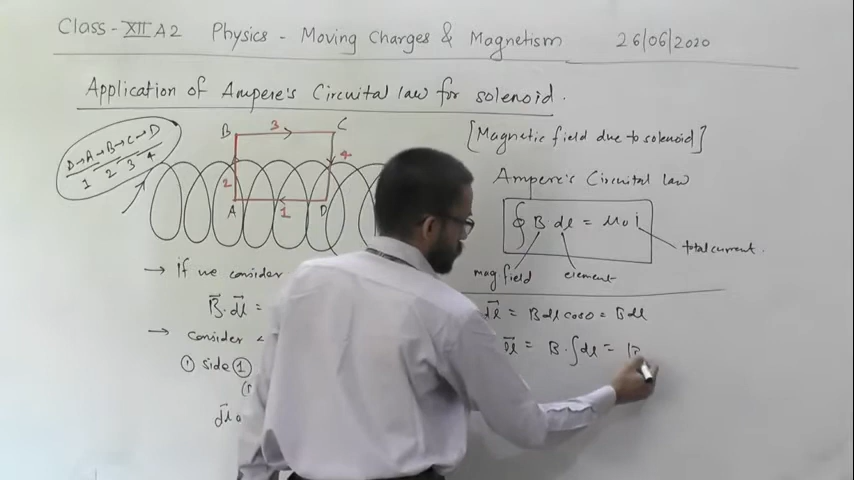 Class - XII A2 Physics - Moving Charges & Magnetism 26/06/2020
Application of Ampere's Circuital law for solenoid.
[Magnetic field due to solenoid]
D→A→B→C→D
1 2 3 4
B 3 C
4
2
A 1 D
Ampere's Circuital law
∮ B dl = μ0 i
total current.
mag field element
→ If we consider
B⃗. dl⃗ =
dl⃗ = Bdl cos0 = Bdl
→ consider
dl⃗ = B.∫dl = B
① side ①